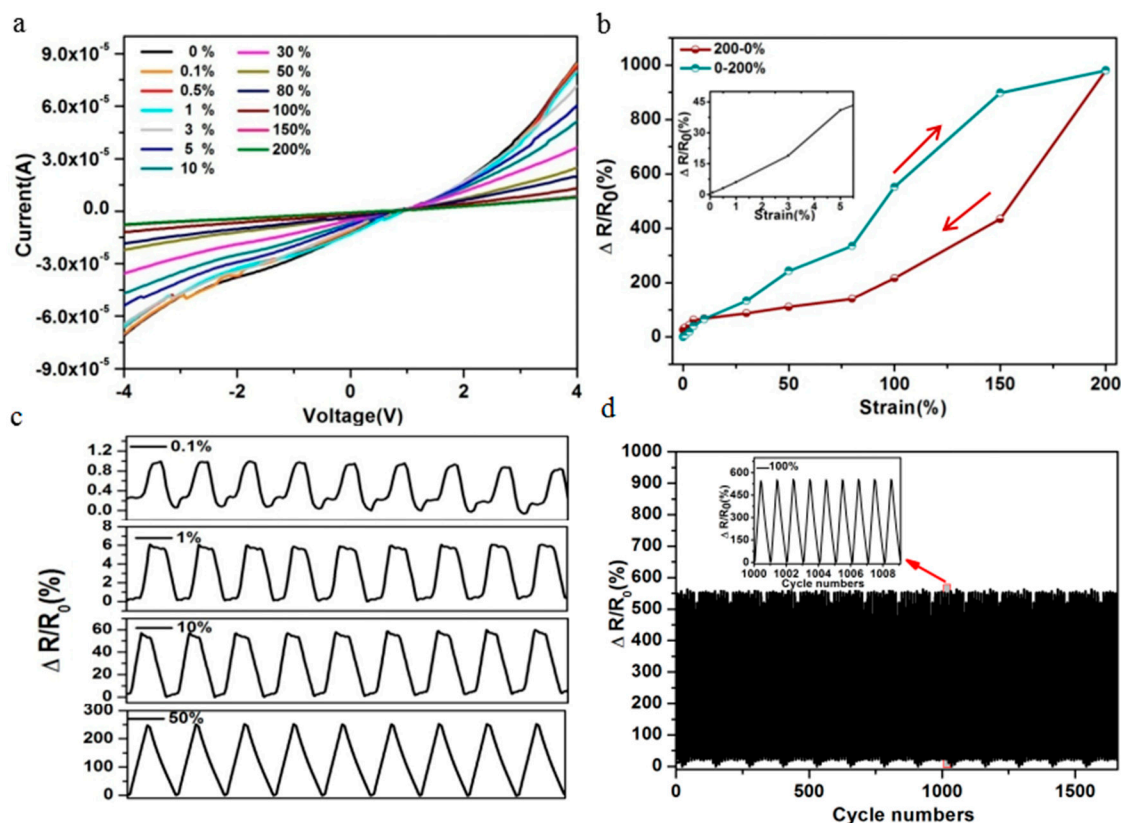 a
9.0x10⁻⁵
6.0x10⁻⁵
3.0x10⁻⁵
0.0
-3.0x10⁻⁵
-6.0x10⁻⁵
-9.0x10⁻⁵
Current(A)
0 %
0.1%
0.5%
1 %
3 %
5 %
10 %
30 %
50 %
80 %
100%
150%
200%
-4 -2 0 2 4
Voltage(V)
b
1000
800
600
400
200
0
Δ R/R₀(%)
200-0%
0-200%
45
30
15
0
Δ R/R₀(%)
0 1 2 3 4 5
Strain(%)
0 50 100 150 200
Strain(%)
c
Δ R/R₀(%)
1.2
0.8
0.4
0.0
0.1%
8
6
4
2
0
1%
60
40
20
0
10%
300
200
100
0
50%
d
1000
900
800
700
600
500
400
300
200
100
0
Δ R/R₀(%)
600
450
300
150
0
Δ R/R₀(%)
100%
1000 1002 1004 1006 1008
Cycle numbers
0 500 1000 1500
Cycle numbers